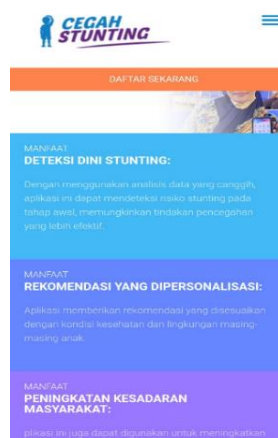 CEGAH
STUNTING
DAFTAR SEKARANG
MANFAAT
DETEKSI DINI STUNTING:
Dengan menggunakan analisis data yang canggih,
aplikasi ini dapat mendeteksi risiko stunting pada
tahap awal, memungkinkan tindakan pencegahan
yang lebih efektif.
MANFAAT
REKOMENDASI YANG DIPERSONALISASI:
Aplikasi memberikan rekomendasi yang disesuaikan
dengan kondisi kesehatan dan lingkungan masing-
masing anak.
MANFAAT
PENINGKATAN KESADARAN
MASYARAKAT:
plikasi ini juga dapat digunakan untuk meningkatkan